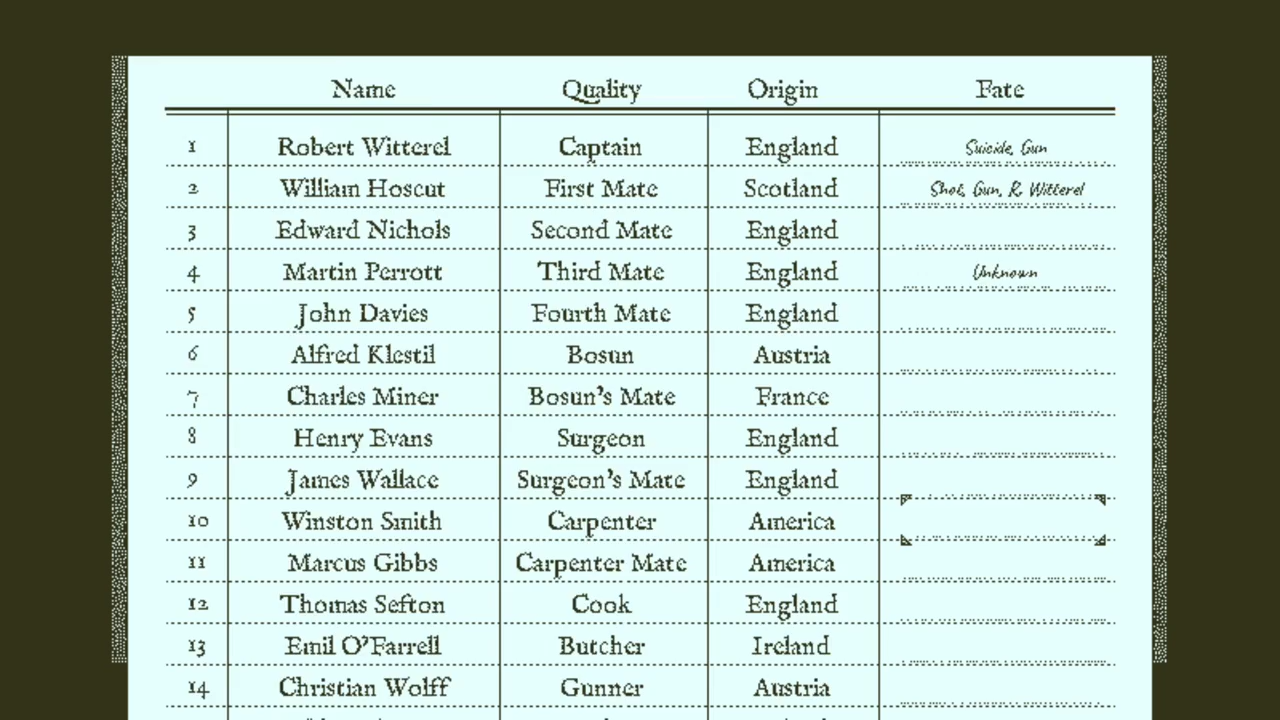 Name Quality Origin Fate
1 Robert Witterel Captain England Suicide, Gun
2 William Hoscut First Mate Scotland Shot, Gun, R. Witterel
3 Edward Nichols Second Mate England
4 Martin Perrott Third Mate England Unknown
5 John Davies Fourth Mate England
6 Alfred Klestil Bosun Austria
7 Charles Miner Bosun's Mate France
8 Henry Evans Surgeon England
9 James Wallace Surgeon's Mate England
10 Winston Smith Carpenter America
11 Marcus Gibbs Carpenter Mate America
12 Thomas Sefton Cook England
13 Emil O'Farrell Butcher Ireland
14 Christian Wolff Gunner Austria